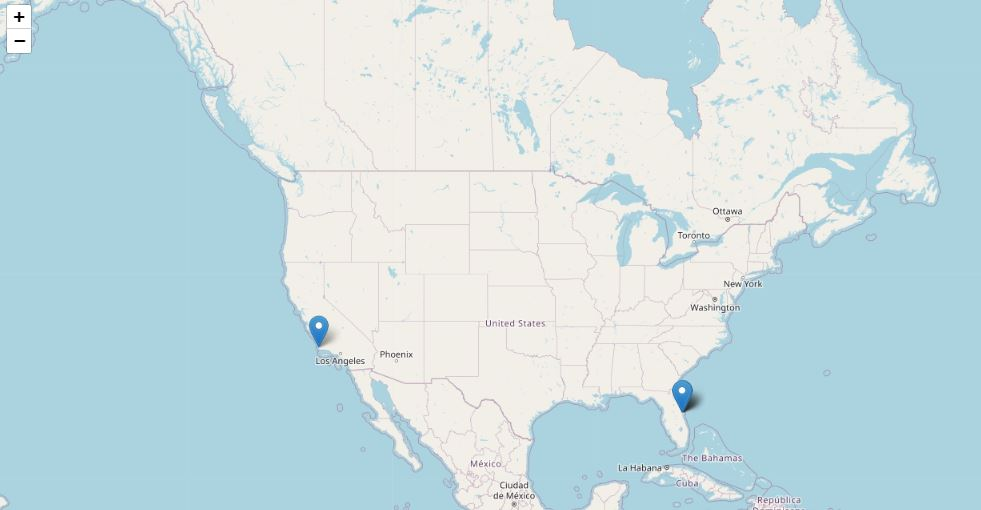 +
−
Ottawa
Toronto
New York
Washington
United States
Phoenix
Los Angeles
The Bahamas
México
La Habana
Cuba
Ciudad
de México
República